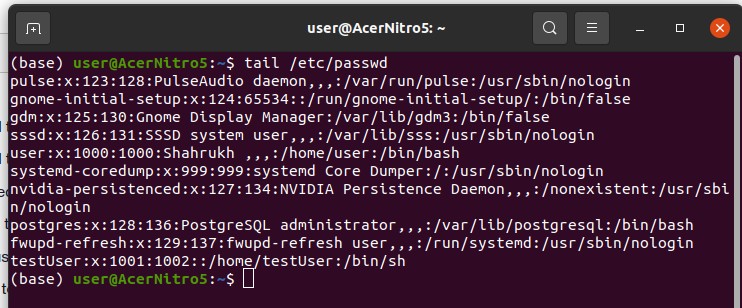 user@AcerNitro5: ~
(base) user@AcerNitro5:~$ tail /etc/passwd
pulse:x:123:128:PulseAudio daemon,,,:/var/run/pulse:/usr/sbin/nologin
gnome-initial-setup:x:124:65534::/run/gnome-initial-setup/:/bin/false
gdm:x:125:130:Gnome Display Manager:/var/lib/gdm3:/bin/false
sssd:x:126:131:SSSD system user,,,:/var/lib/sss:/usr/sbin/nologin
user:x:1000:1000:Shahrukh ,,,:/home/user:/bin/bash
systemd-coredump:x:999:999:systemd Core Dumper:/:/usr/sbin/nologin
nvidia-persistenced:x:127:134:NVIDIA Persistence Daemon,,,:/nonexistent:/usr/sbi
n/nologin
postgres:x:128:136:PostgreSQL administrator,,,:/var/lib/postgresql:/bin/bash
fwupd-refresh:x:129:137:fwupd-refresh user,,,:/run/systemd:/usr/sbin/nologin
testUser:x:1001:1002::/home/testUser:/bin/sh
(base) user@AcerNitro5:~$